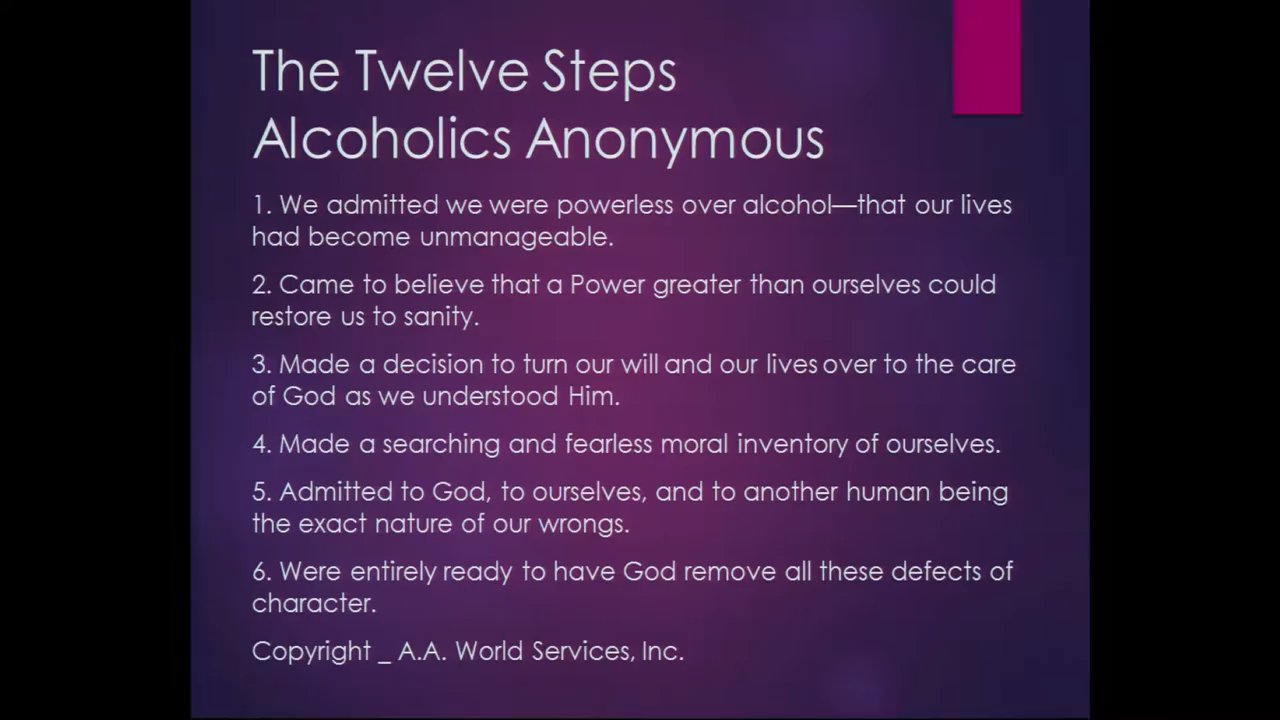 The Twelve Steps
Alcoholics Anonymous
1. We admitted we were powerless over alcohol—that our lives
had become unmanageable.
2. Came to believe that a Power greater than ourselves could
restore us to sanity.
3. Made a decision to turn our will and our lives over to the care
of God as we understood Him.
4. Made a searching and fearless moral inventory of ourselves.
5. Admitted to God, to ourselves, and to another human being
the exact nature of our wrongs.
6. Were entirely ready to have God remove all these defects of
character.
Copyright _ A.A. World Services, Inc.